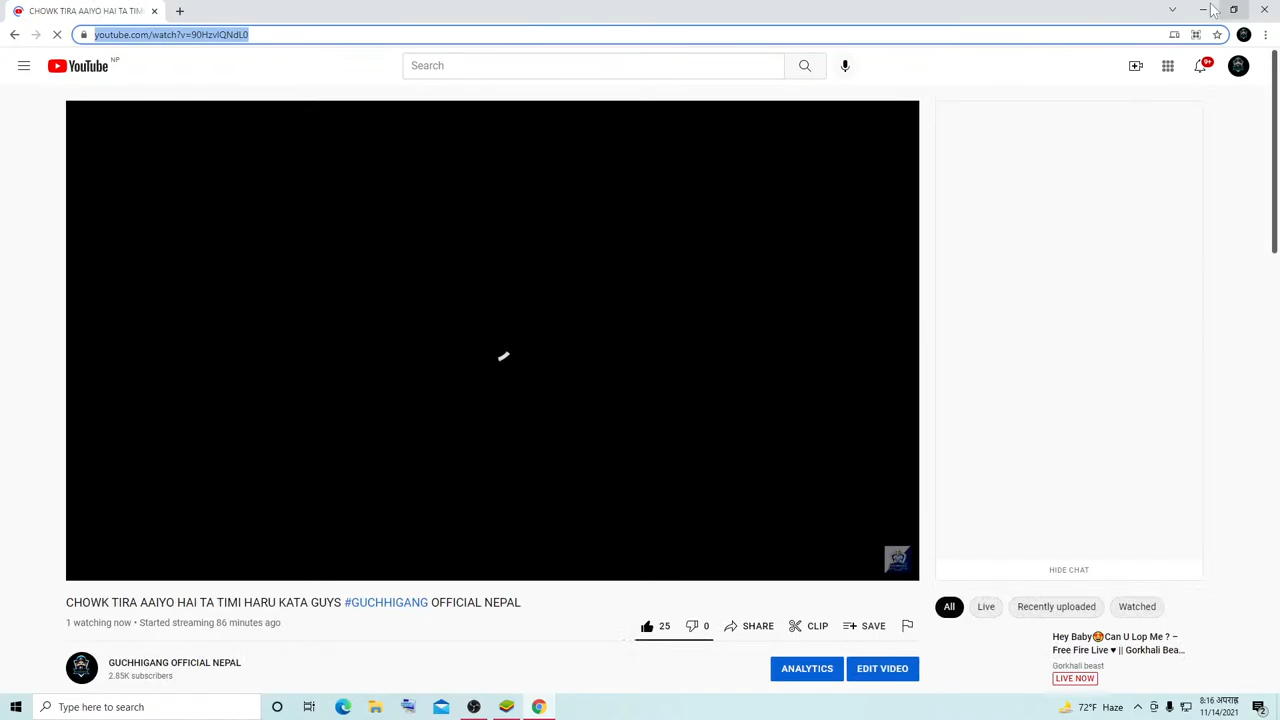 CHOWK TIRA AAIYO HAI TA TIMI
youtube.com/watch?v=90HzvlQNdL0
YouTube NP
Search
9+
HIDE CHAT
CHOWK TIRA AAIYO HAI TA TIMI HARU KATA GUYS #GUCHHIGANG OFFICIAL NEPAL
1 watching now • Started streaming 86 minutes ago
25
0
SHARE
CLIP
SAVE
All
Live
Recently uploaded
Watched
Hey Baby😍Can U Lop Me ? –
Free Fire Live ♥ || Gorkhali Bea...
Gorkhali beast
LIVE NOW
GUCHHIGANG OFFICIAL NEPAL
2.85K subscribers
ANALYTICS
EDIT VIDEO
Type here to search
72°F Haze
8:16 अपराह्न
11/14/2021
2